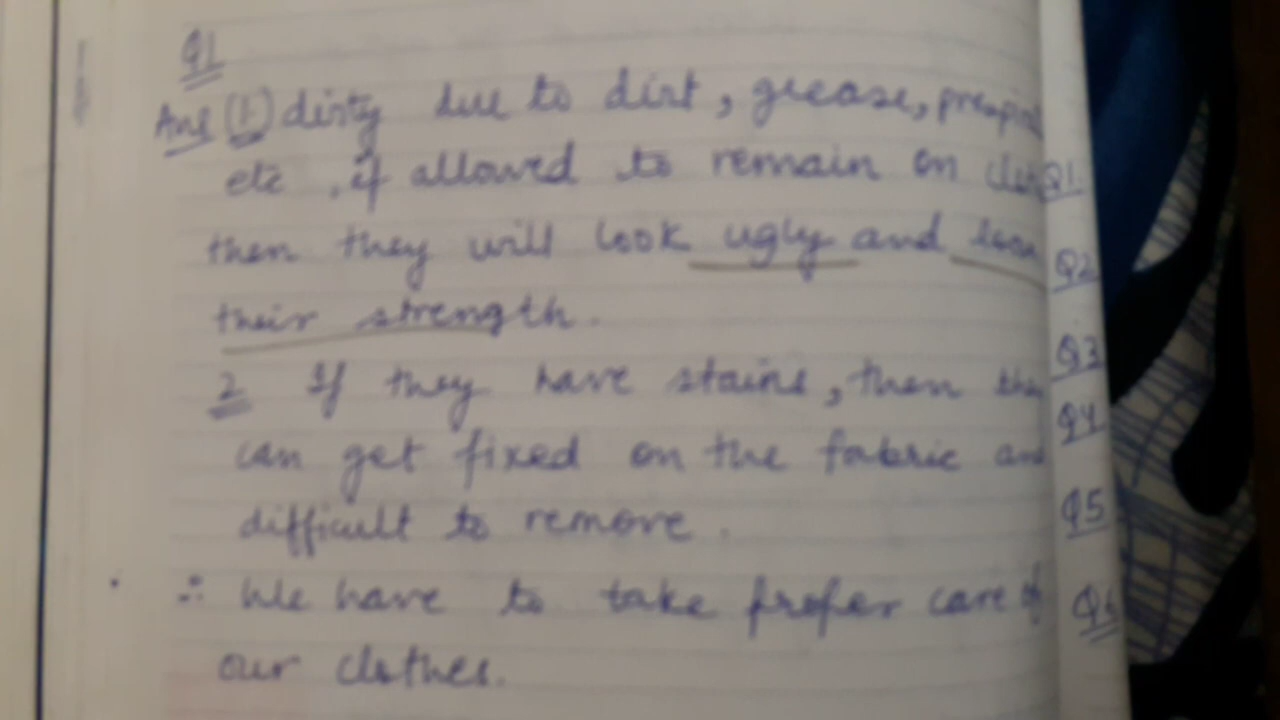 Q1
Ans (1) dirty due to dirt, grease,
etc , if allowed to remain on
then they will look ugly and
their strength.
2 If they have stains, then
can get fixed on the fabric
difficult to remove.
∴ We have to take proper care of
our clothes.
Q1
Q2
Q3
Q4
Q5
Q6